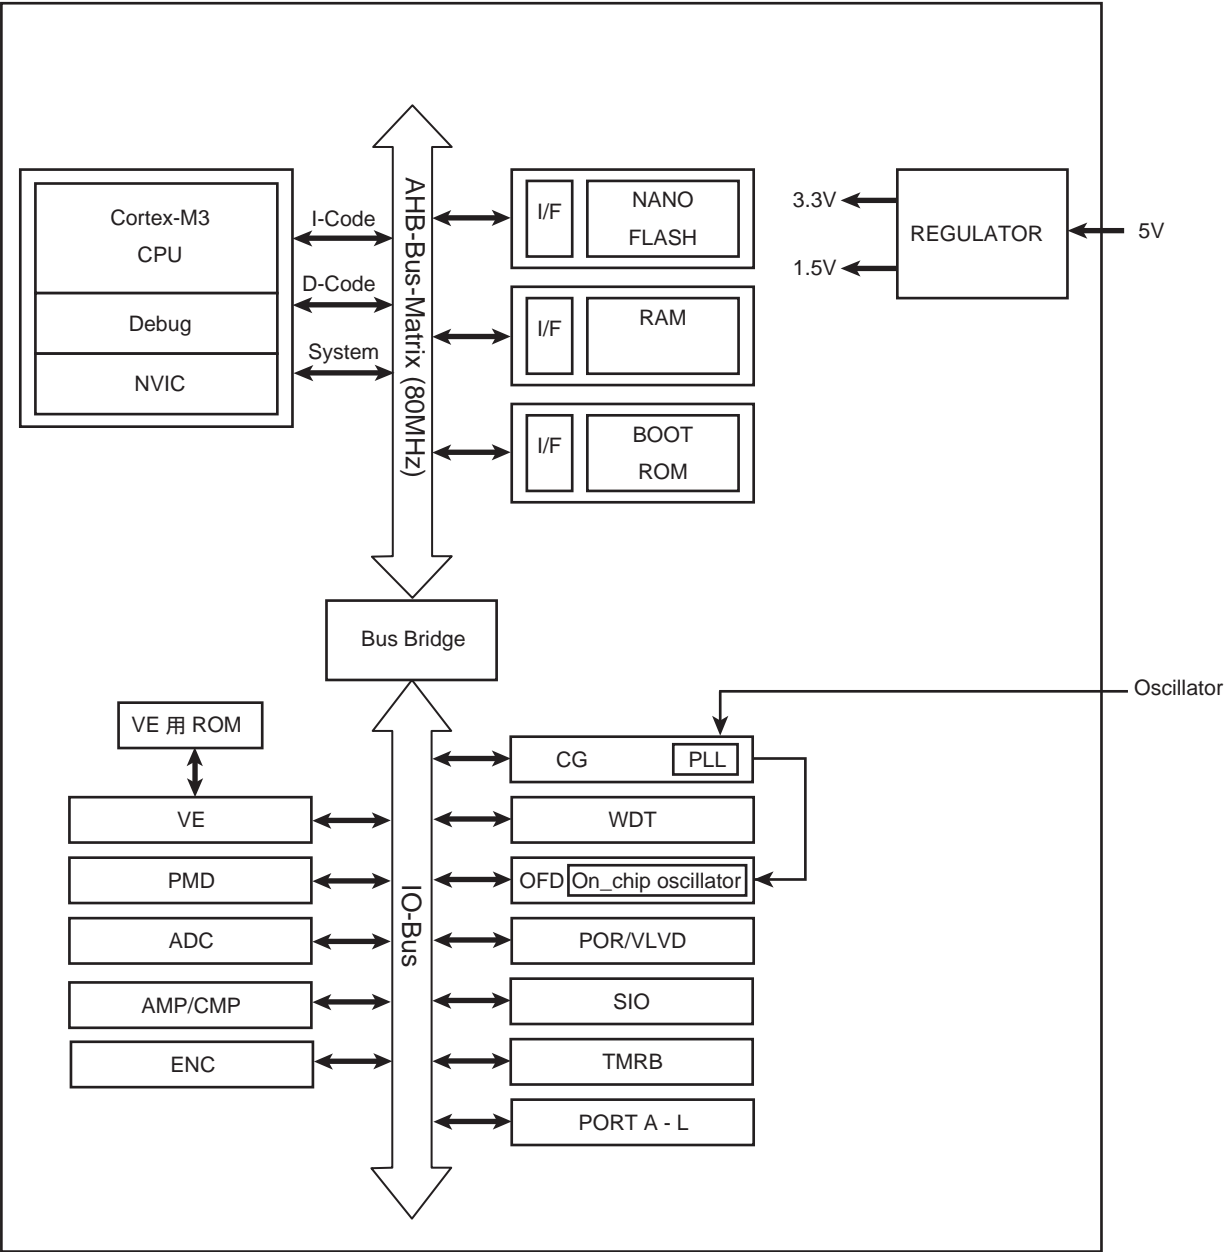 Cortex-M3
CPU
Debug
NVIC
I-Code
D-Code
System
AHB-Bus-Matrix (80MHz)
I/F
NANO
FLASH
I/F
RAM
I/F
BOOT
ROM
3.3V
1.5V
REGULATOR
5V
Bus Bridge
Oscillator
VE 用 ROM
VE
PMD
ADC
AMP/CMP
ENC
IO-Bus
CG
PLL
WDT
OFD
On_chip oscillator
POR/VLVD
SIO
TMRB
PORT A - L